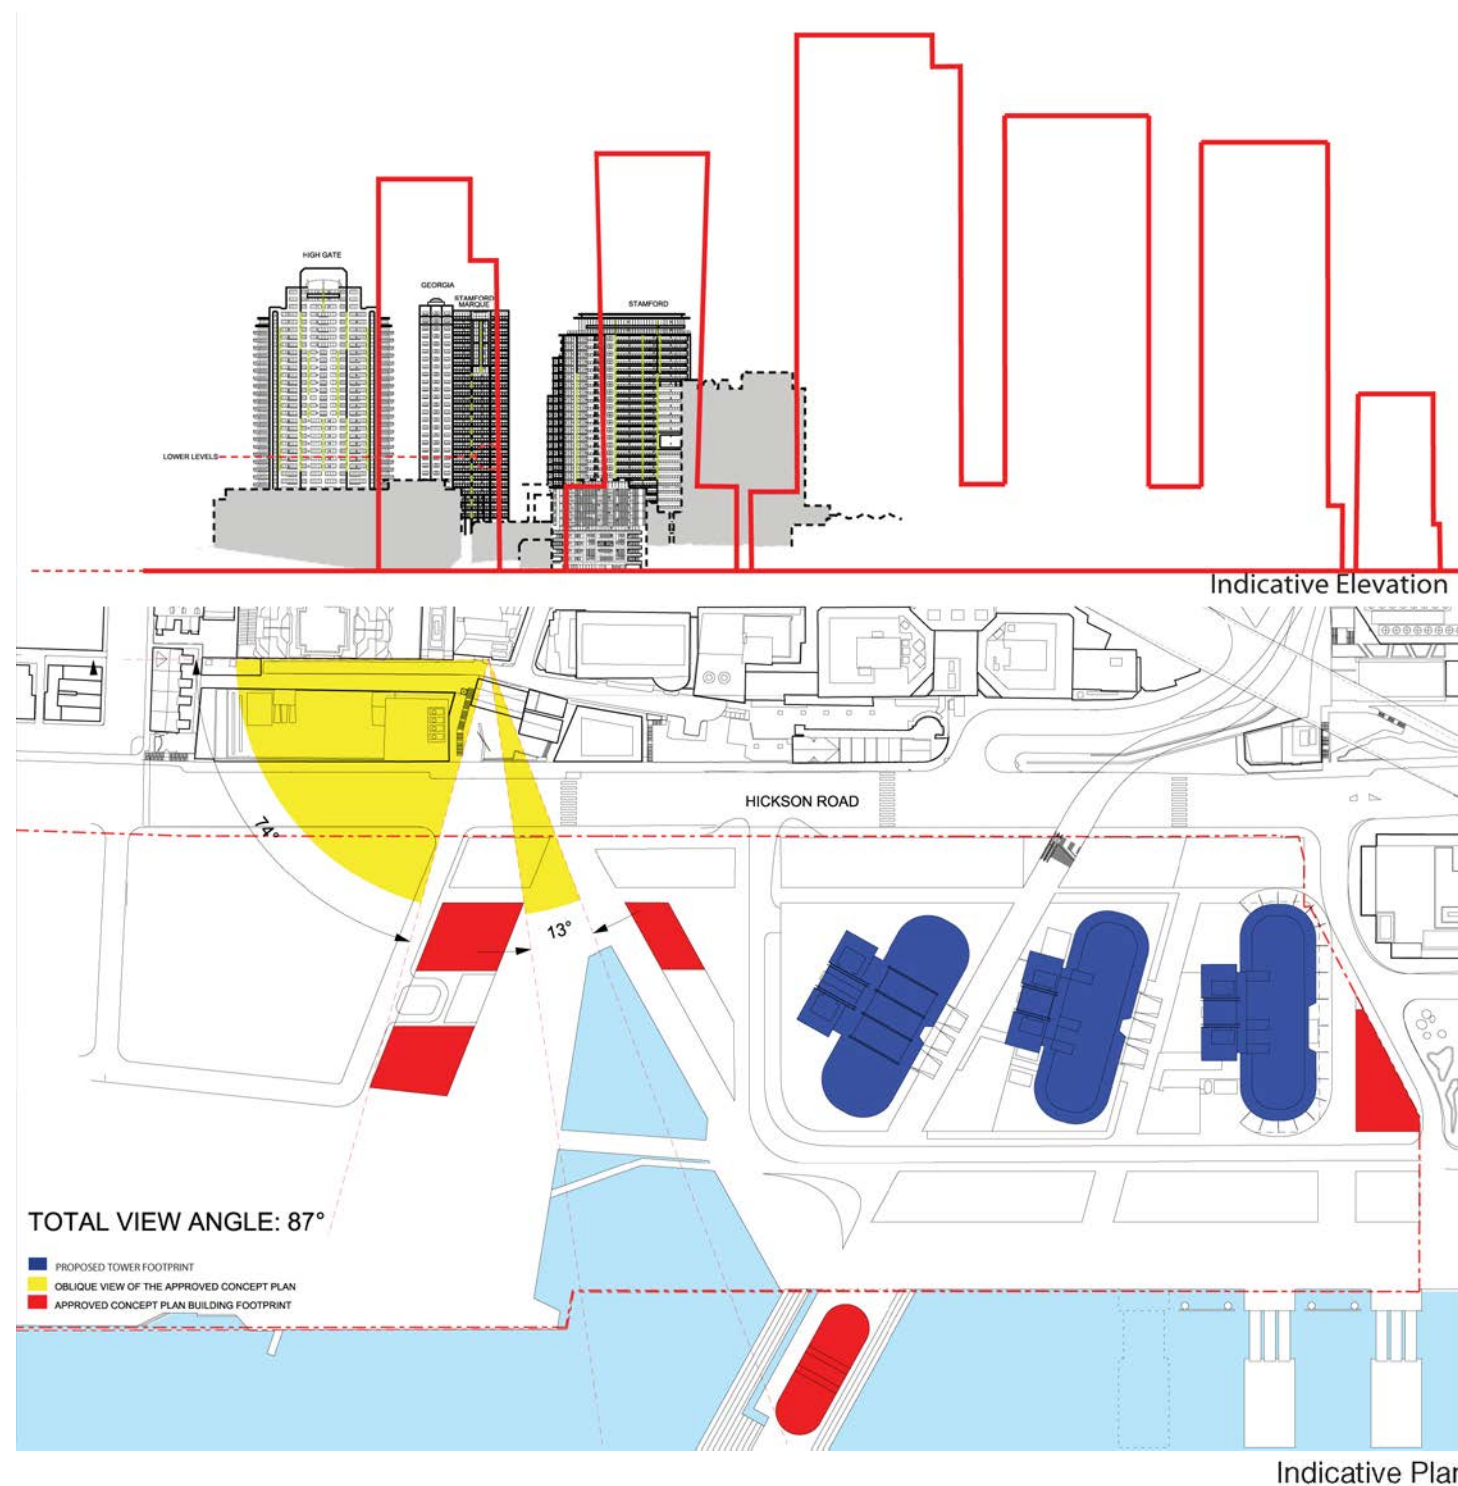 HIGH GATE
GEORGIA
STAMFORD
MARQUE
STAMFORD
LOWER LEVELS
Indicative Elevation
HICKSON ROAD
74°
13°
TOTAL VIEW ANGLE: 87°
PROPOSED TOWER FOOTPRINT
OBLIQUE VIEW OF THE APPROVED CONCEPT PLAN
APPROVED CONCEPT PLAN BUILDING FOOTPRINT
Indicative Plan